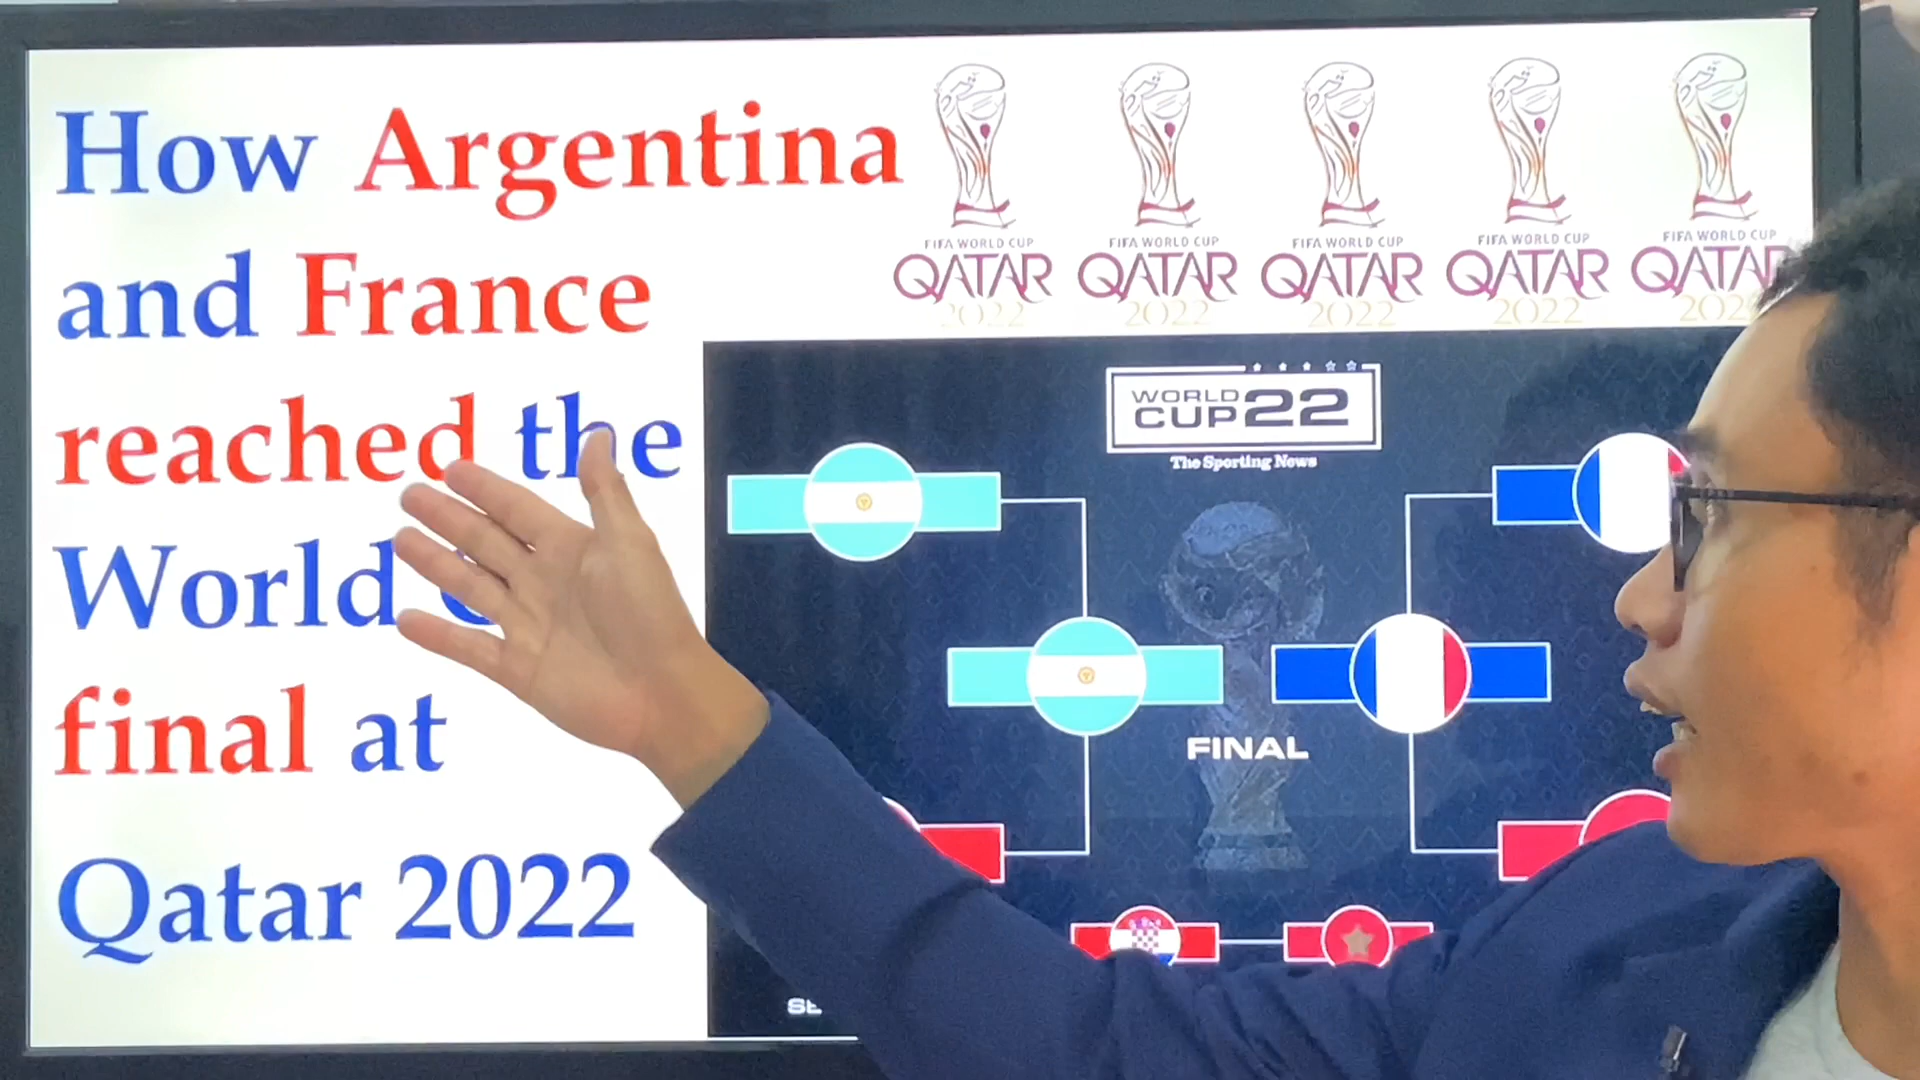 How Argentina
and France
reached the
World
final at
Qatar 2022
FIFA WORLD CUP
QATAR
2022
FIFA WORLD CUP
QATAR
2022
FIFA WORLD CUP
QATAR
2022
FIFA WORLD CUP
QATAR
2022
FIFA WORLD CUP
QATAR
WORLD
CUP 22
The Sporting News
FINAL